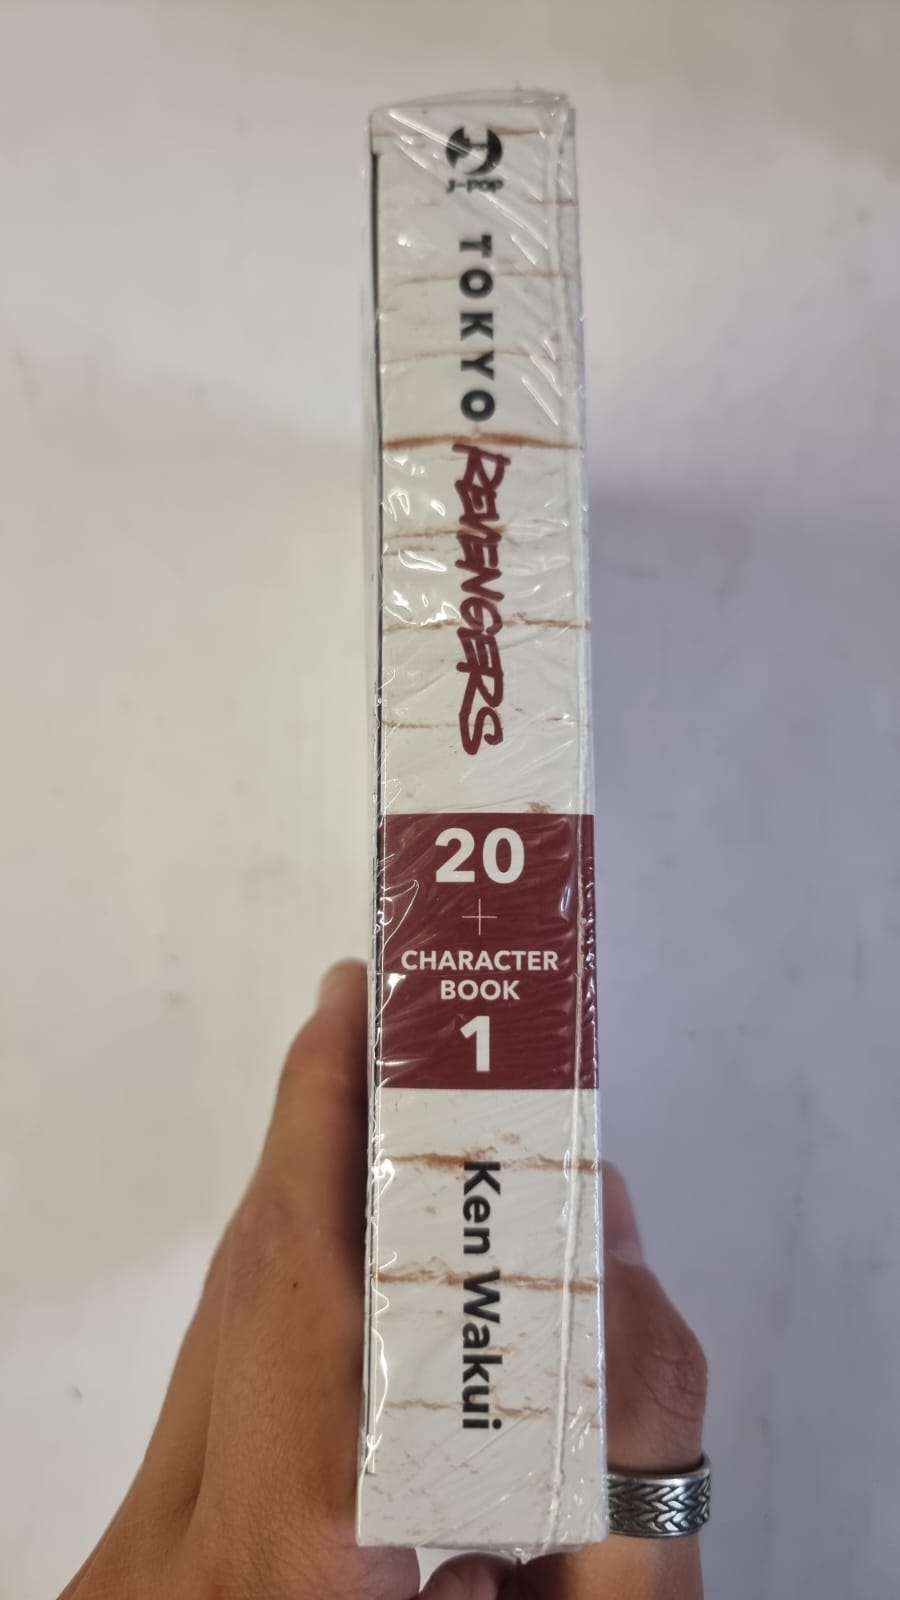 J-POP
TOKYO
REVENGERS
20
+
CHARACTER
BOOK
1
Ken Wakui